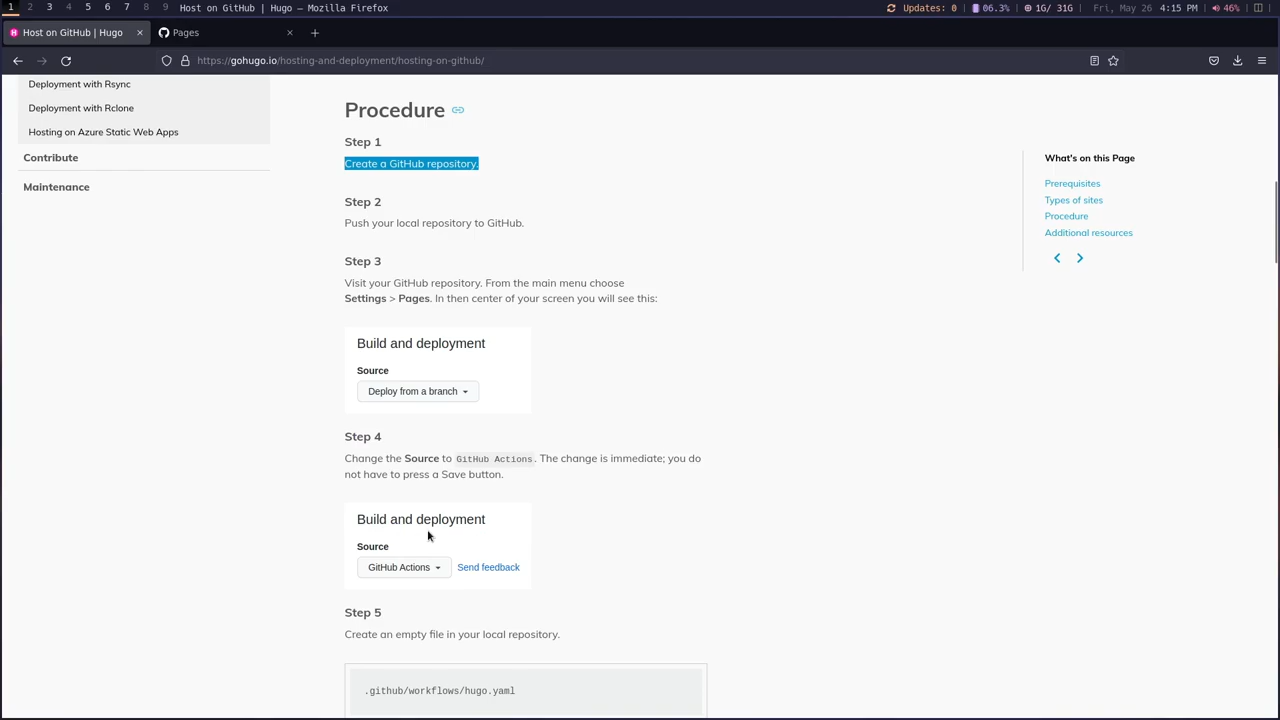 1 2 3 4 5 6 7 8 9 Host on GitHub | Hugo — Mozilla Firefox Updates: 0 06.3% 1G/ 31G Fri, May 26 4:15 PM 46%
Host on GitHub | Hugo
Pages
https://gohugo.io/hosting-and-deployment/hosting-on-github/
Deployment with Rsync
Deployment with Rclone
Hosting on Azure Static Web Apps
Contribute
Maintenance
Procedure
Step 1
Create a GitHub repository.
Step 2
Push your local repository to GitHub.
Step 3
Visit your GitHub repository. From the main menu choose
Settings > Pages. In then center of your screen you will see this:
Build and deployment
Source
Deploy from a branch
Step 4
Change the Source to GitHub Actions. The change is immediate; you do
not have to press a Save button.
Build and deployment
Source
GitHub Actions Send feedback
Step 5
Create an empty file in your local repository.
.github/workflows/hugo.yaml
What's on this Page
Prerequisites
Types of sites
Procedure
Additional resources